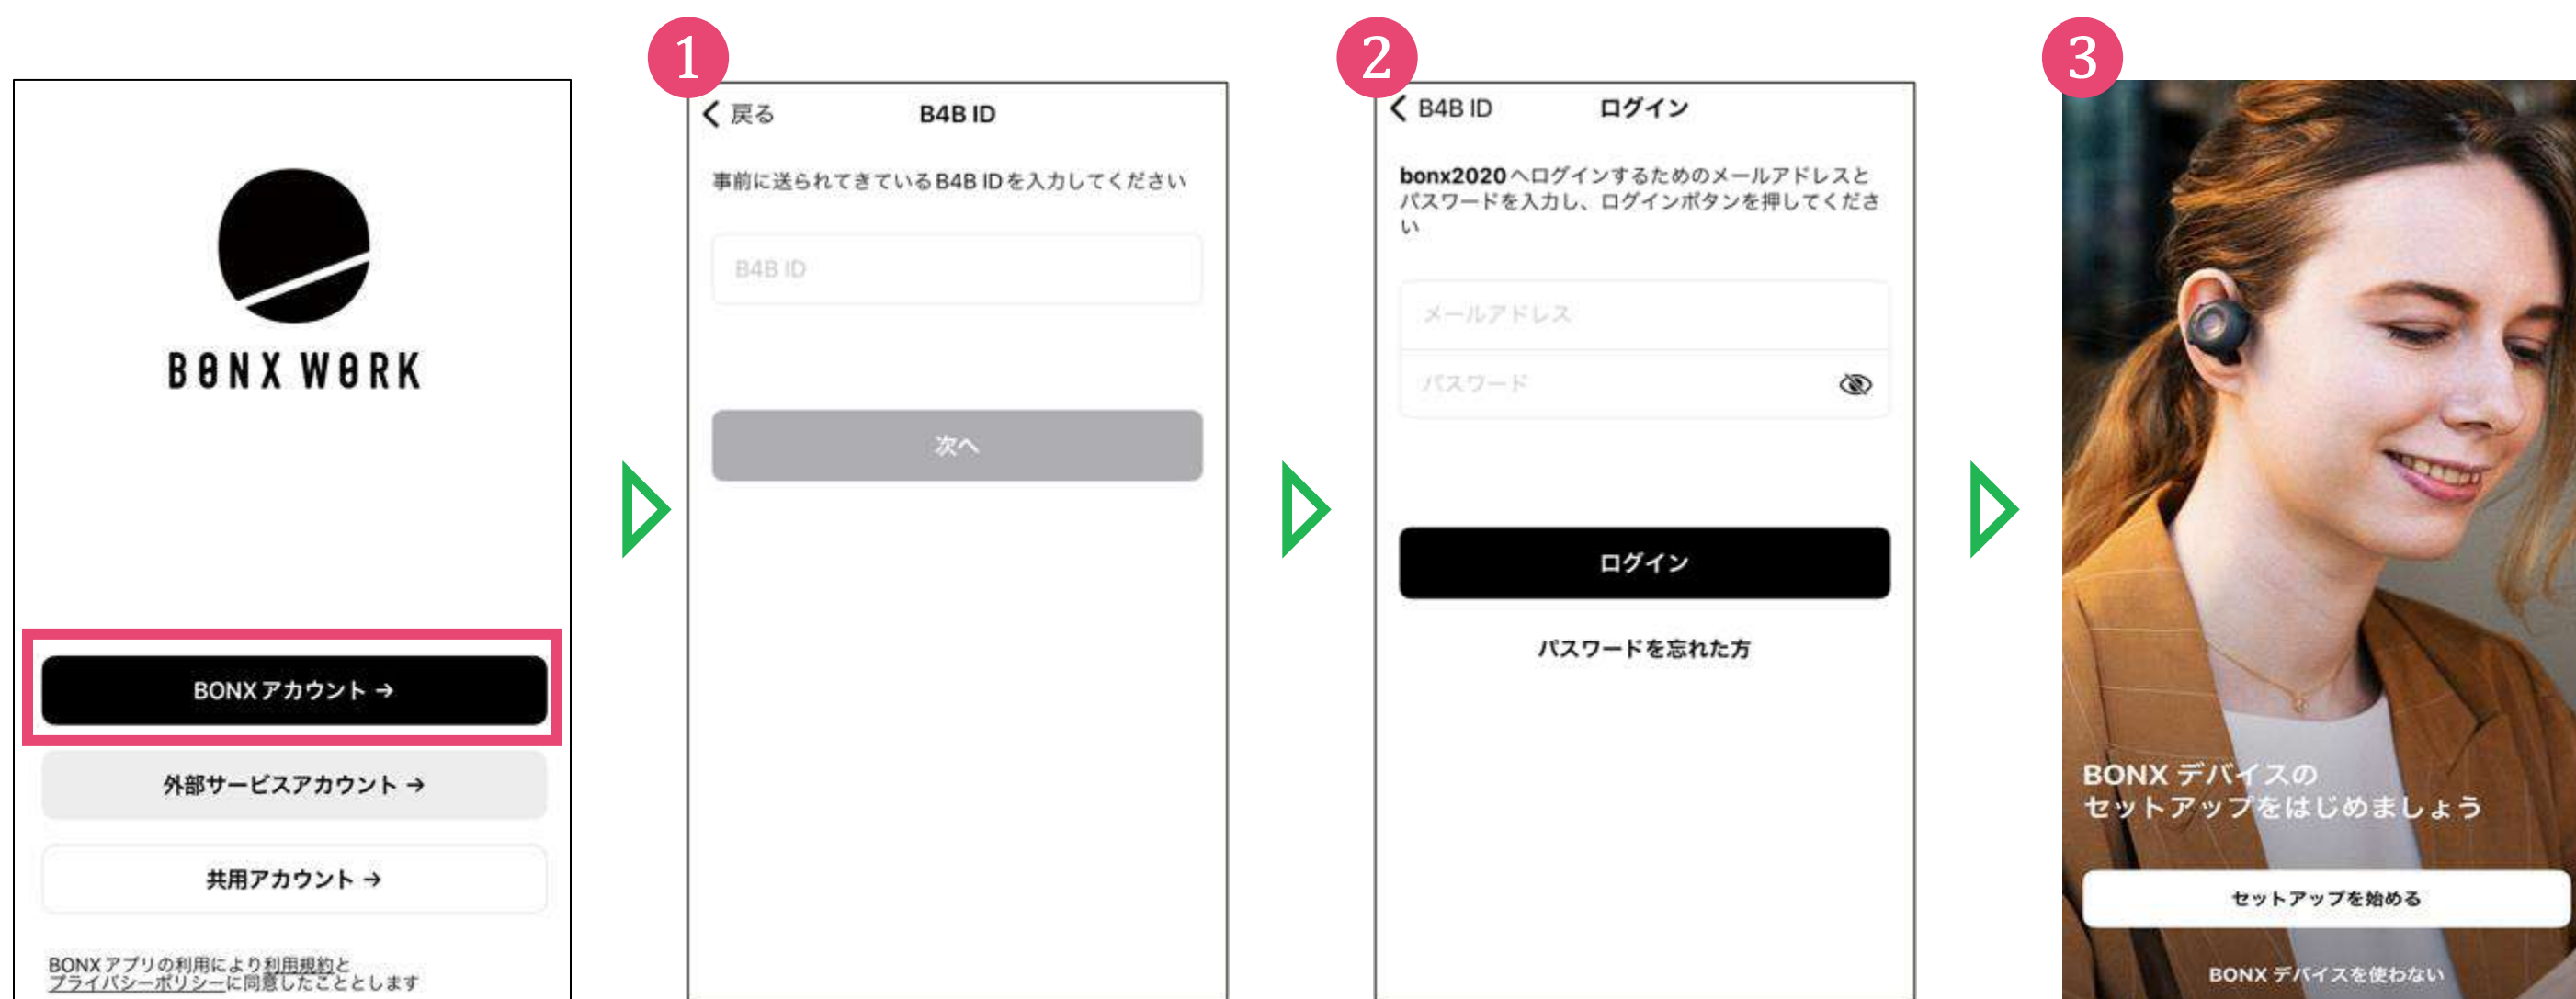 BONX WORK
BONXアカウント →
外部サービスアカウント →
共用アカウント →
BONXアプリの利用により利用規約と
プライバシーポリシーに同意したこととします
1
戻る
B4B ID
事前に送られてきているB4B IDを入力してください
B4B ID
次へ
2
B4B ID
ログイン
bonx2020へログインするためのメールアドレスと
パスワードを入力し、ログインボタンを押してくださ
い
メールアドレス
パスワード
ログイン
パスワードを忘れた方
3
BONX デバイスの
セットアップをはじめましょう
セットアップを始める
BONX デバイスを使わない